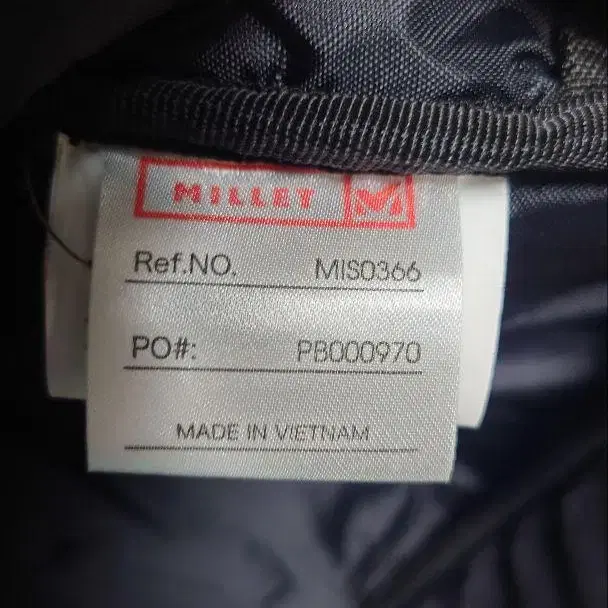 MILLET M
Ref.NO. MIS0366
PO#: PB000970
MADE IN VIETNAM